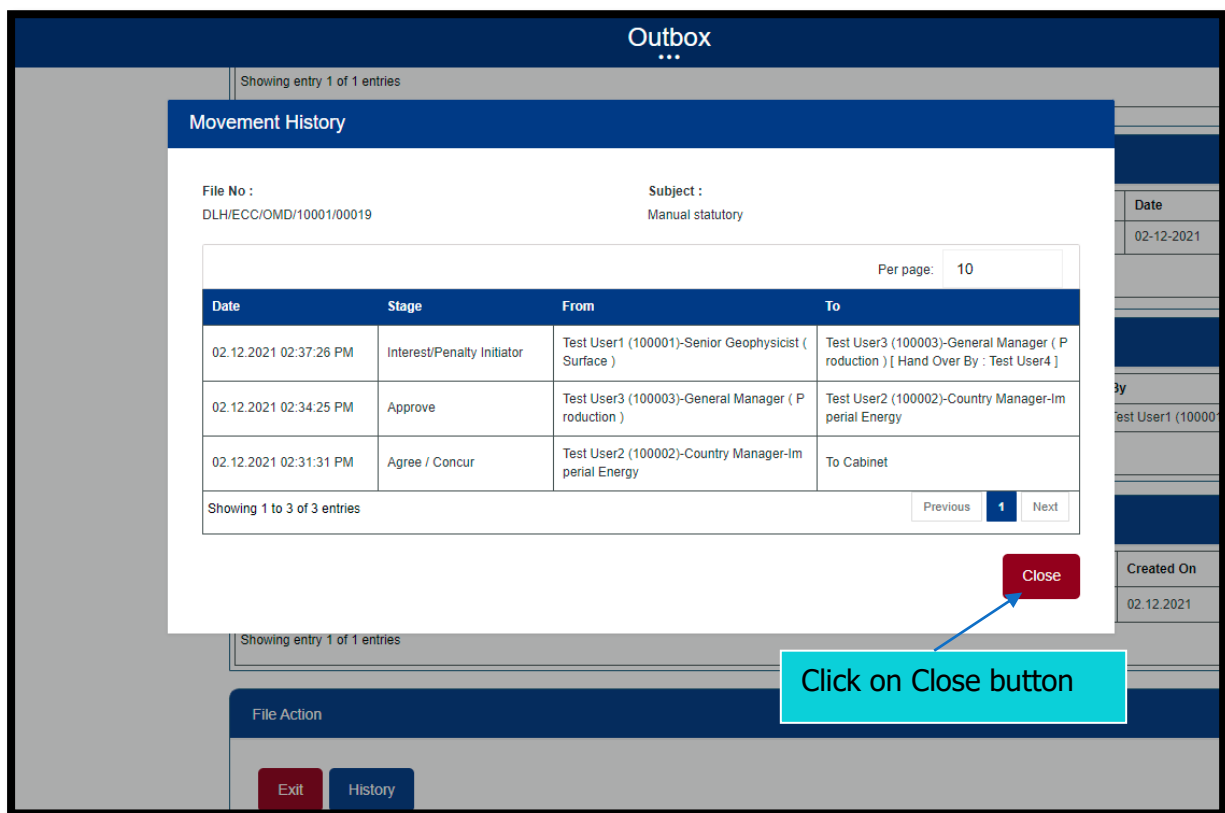 Outbox
Showing entry 1 of 1 entries
Movement History
File No :
Subject :
DLH/ECC/OMD/10001/00019
Manual statutory
Date
02-12-2021
Per page: 10
Date Stage From To
02.12.2021 02:37:26 PM
Interest/Penalty Initiator
Test User1 (100001)-Senior Geophysicist (
Surface )
Test User3 (100003)-General Manager ( P
roduction ) [ Hand Over By : Test User4 ]
02.12.2021 02:34:25 PM
Approve
Test User3 (100003)-General Manager ( P
roduction )
Test User2 (100002)-Country Manager-Im
perial Energy
By
Test User1 (10000
02.12.2021 02:31:31 PM
Agree / Concur
Test User2 (100002)-Country Manager-Im
perial Energy
To Cabinet
Showing 1 to 3 of 3 entries
Previous 1 Next
Close
Created On
02.12.2021
Showing entry 1 of 1 entries
Click on Close button
File Action
Exit History